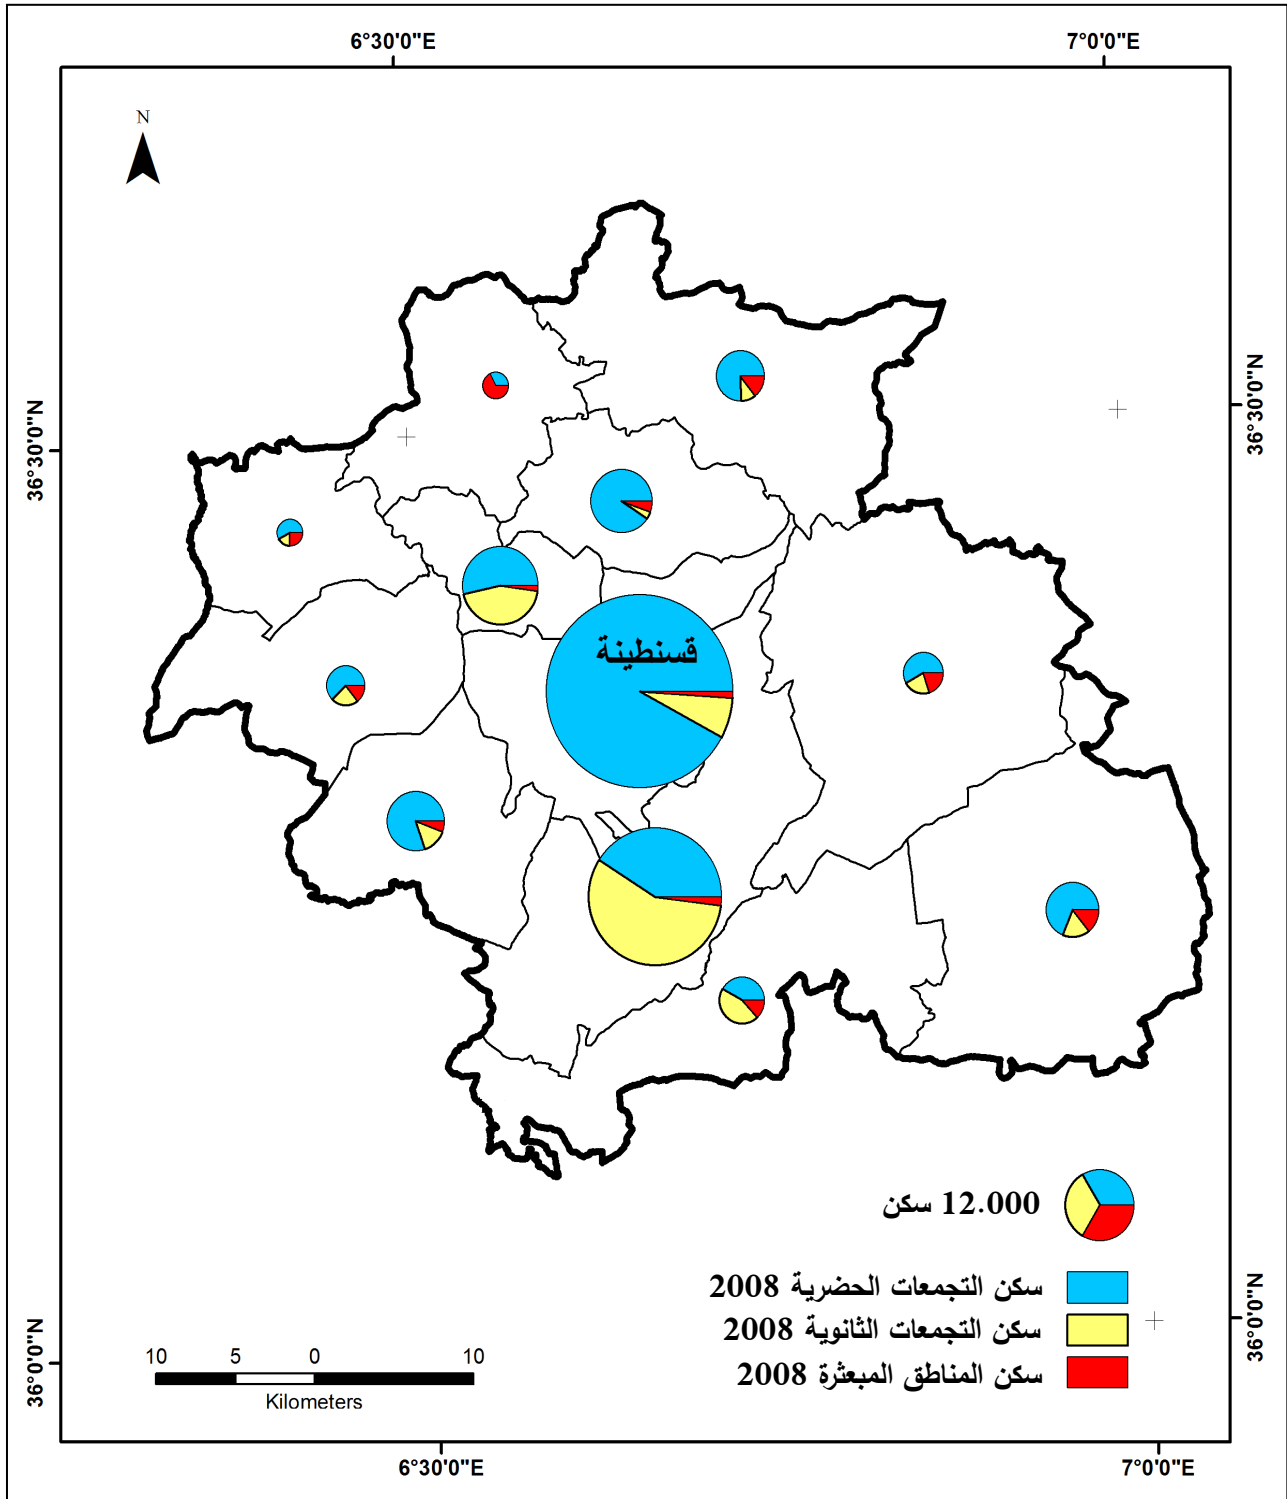 6°30'0"E
7°0'0"E
N
36°30'0"N
36°30'0"N
قسنطينة
12.000 سكن
سكن التجمعات الحضرية 2008
سكن التجمعات الثانوية 2008
سكن المناطق المبعثرة 2008
36°0'0"N
36°0'0"N
10 5 0 10
Kilometers
6°30'0"E
7°0'0"E